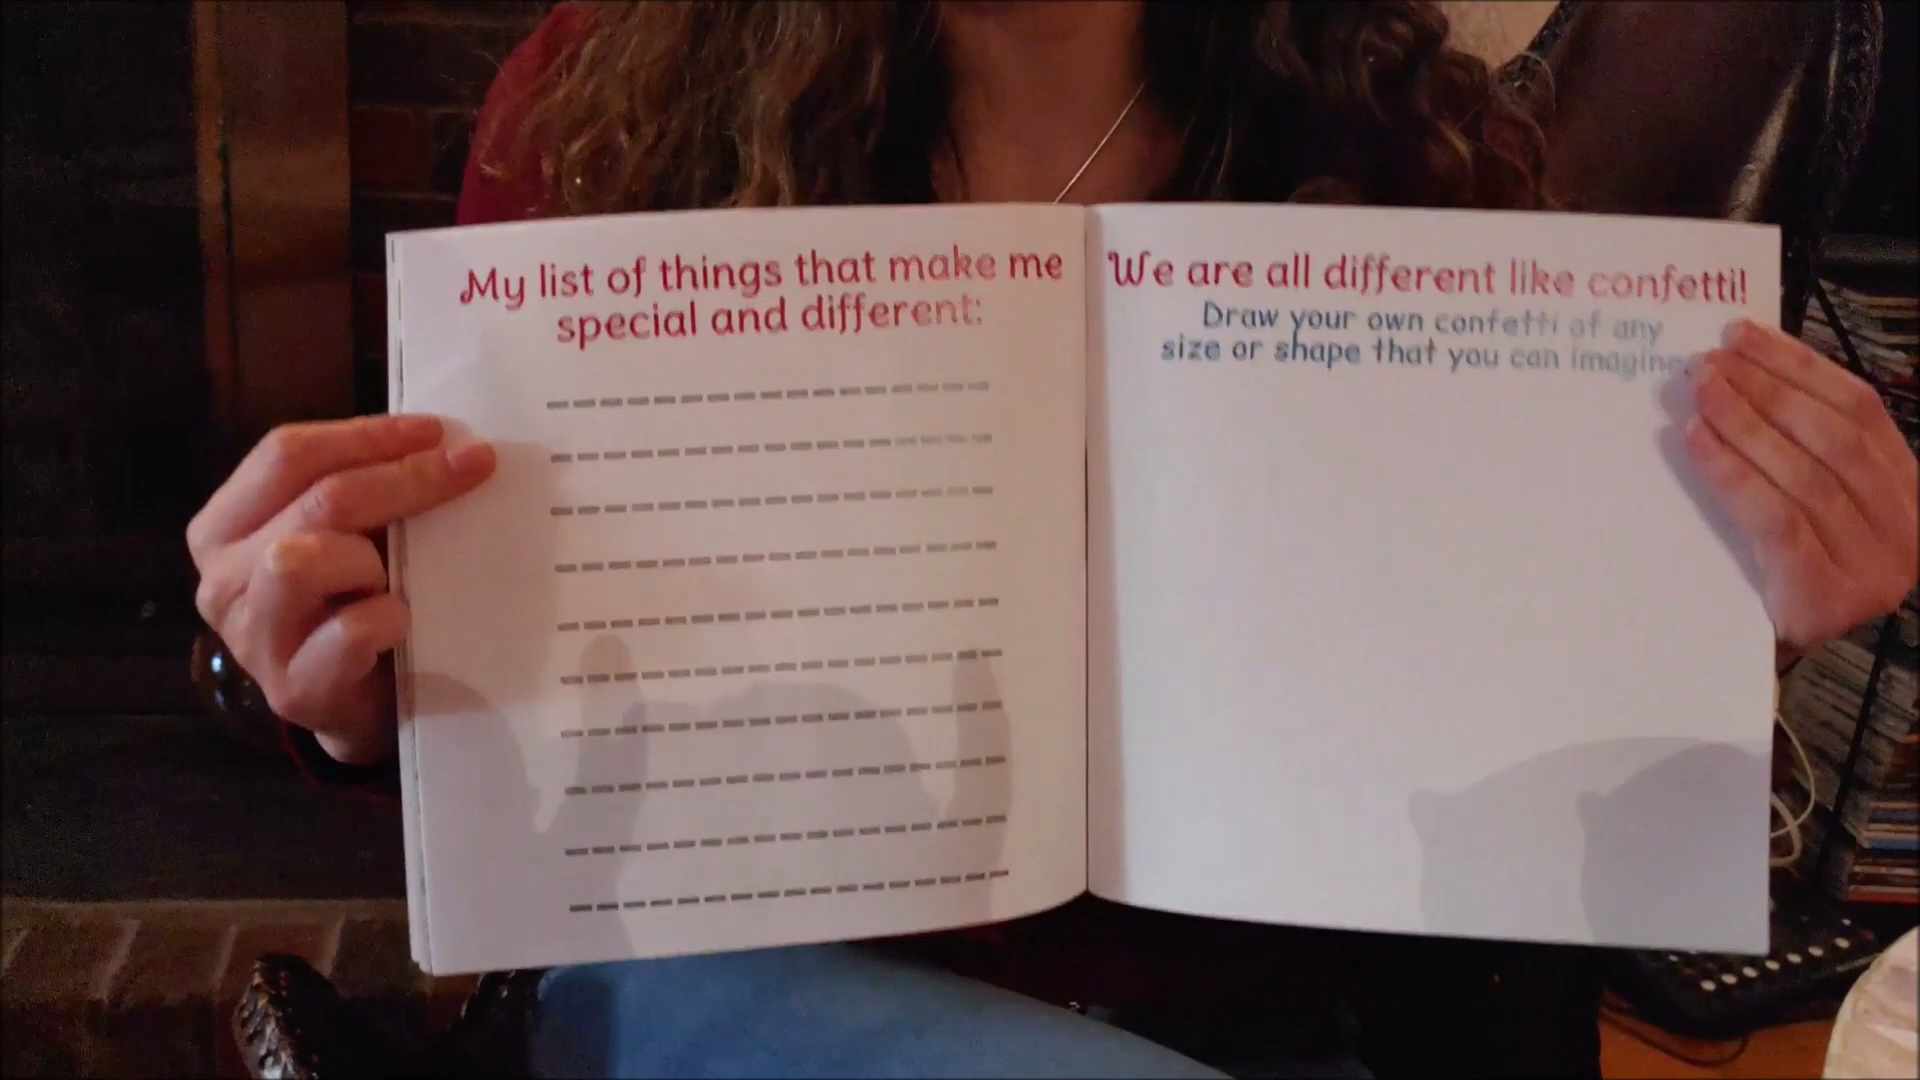 My list of things that make me
special and different:
We are all different like confetti!
Draw your own confetti of any
size or shape that you can imagine